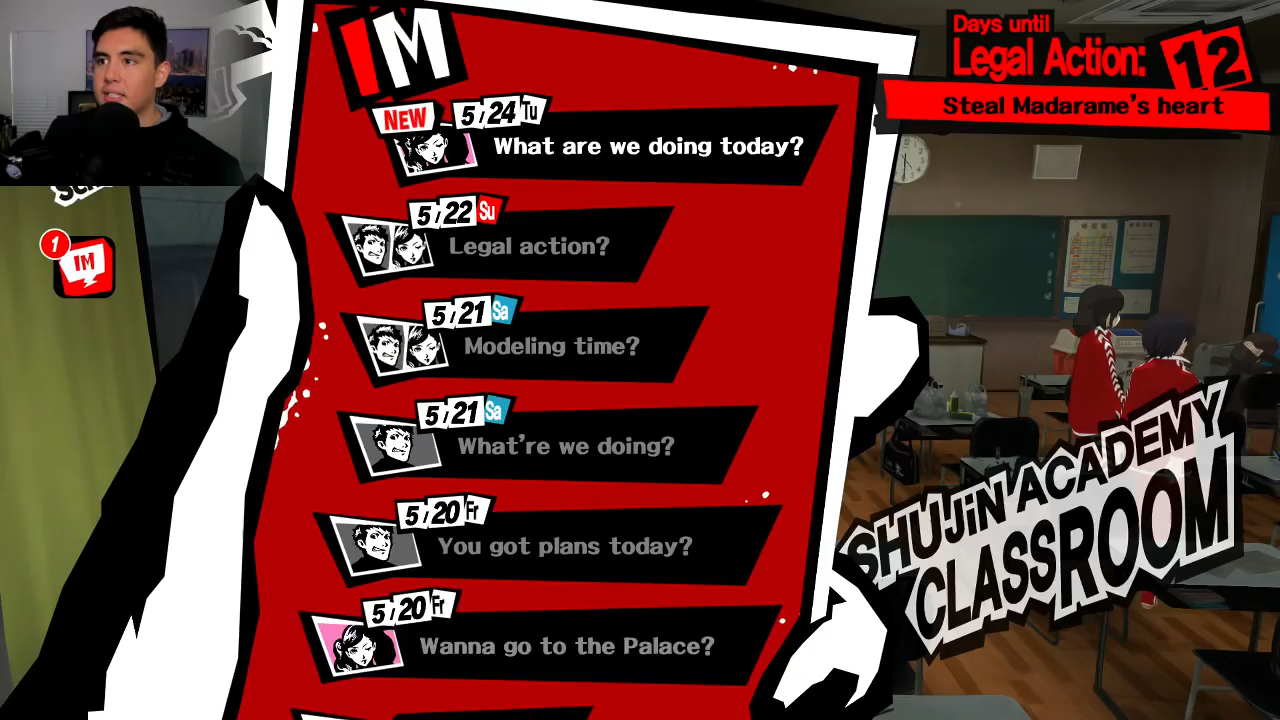 IM
NEW 5/24 Tu
What are we doing today?
5/22 Su
Legal action?
5/21 Sa
Modeling time?
5/21 Sa
What're we doing?
5/20 Fr
You got plans today?
5/20 Fr
Wanna go to the Palace?
1
IM
Days until
Legal Action: 12
Steal Madarame's heart
SHUJiN ACADEMY
CLASSROOM